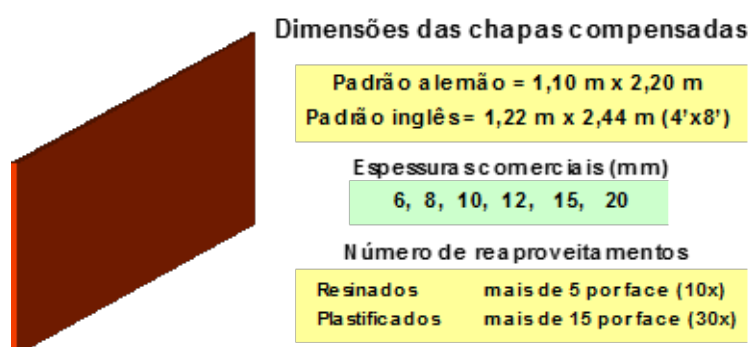 Dimensões das chapas compensadas
Padrão alemão = 1,10 m x 2,20 m
Padrão inglês = 1,22 m x 2,44 m (4'x8')
Espessuras comerciais (mm)
6, 8, 10, 12, 15, 20
Número de reaproveitamentos
Resinados mais de 5 por face (10x)
Plastificados mais de 15 por face (30x)